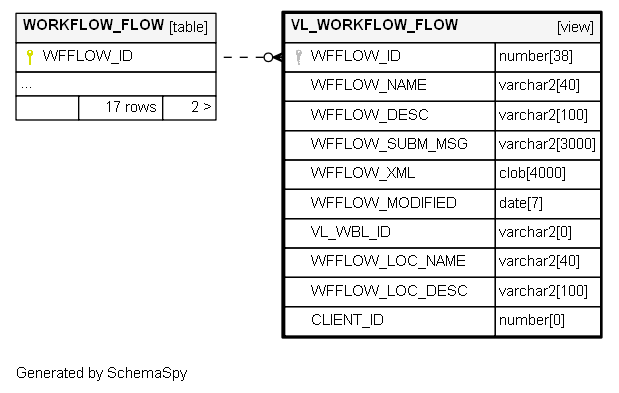 WORKFLOW_FLOW [table]
WFFLOW_ID
...
17 rows 2 >
VL_WORKFLOW_FLOW [view]
WFFLOW_ID number[38]
WFFLOW_NAME varchar2[40]
WFFLOW_DESC varchar2[100]
WFFLOW_SUBM_MSG varchar2[3000]
WFFLOW_XML clob[4000]
WFFLOW_MODIFIED date[7]
VL_WBL_ID varchar2[0]
WFFLOW_LOC_NAME varchar2[40]
WFFLOW_LOC_DESC varchar2[100]
CLIENT_ID number[0]
Generated by SchemaSpy